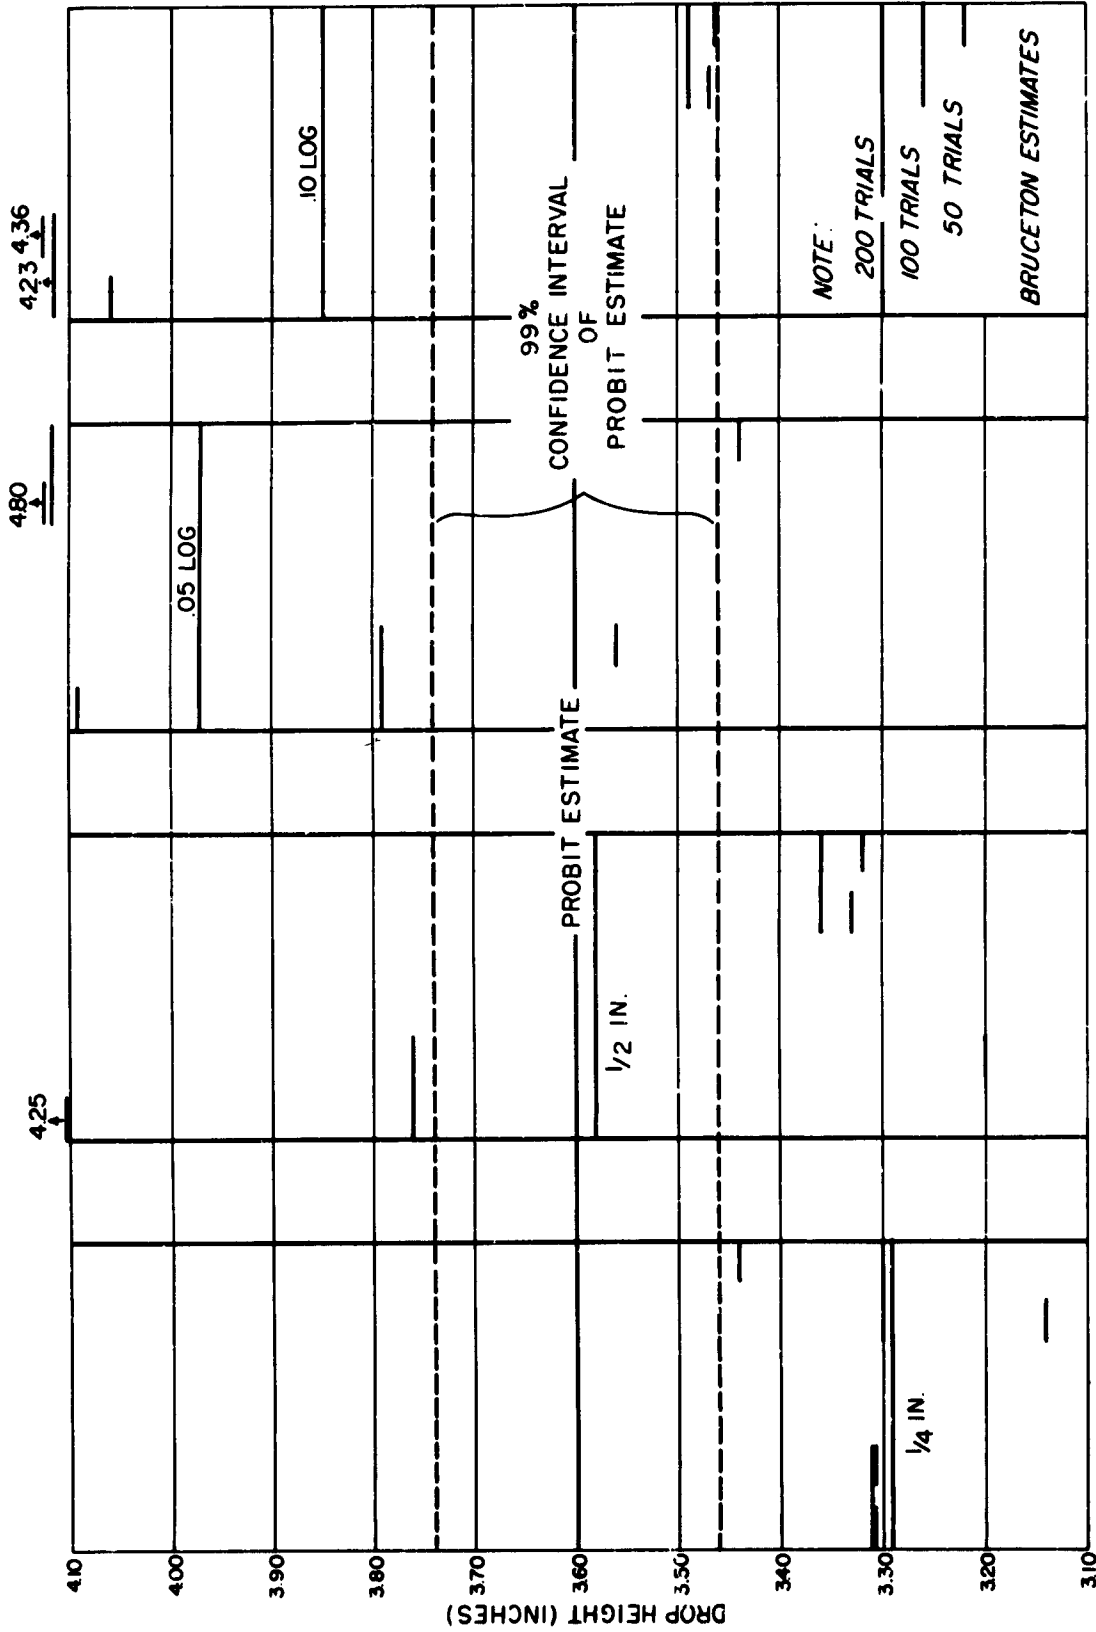 4.25
4.80
4.23 4.36
4.10
4.00
3.90
3.80
3.70
3.60
3.50
3.40
3.30
3.20
3.10
DROP HEIGHT (INCHES)
.05 LOG
.10 LOG
99%
CONFIDENCE INTERVAL
OF
PROBIT ESTIMATE
PROBIT ESTIMATE
1/2 IN.
1/4 IN.
NOTE:
200 TRIALS
100 TRIALS
50 TRIALS
BRUCETON ESTIMATES